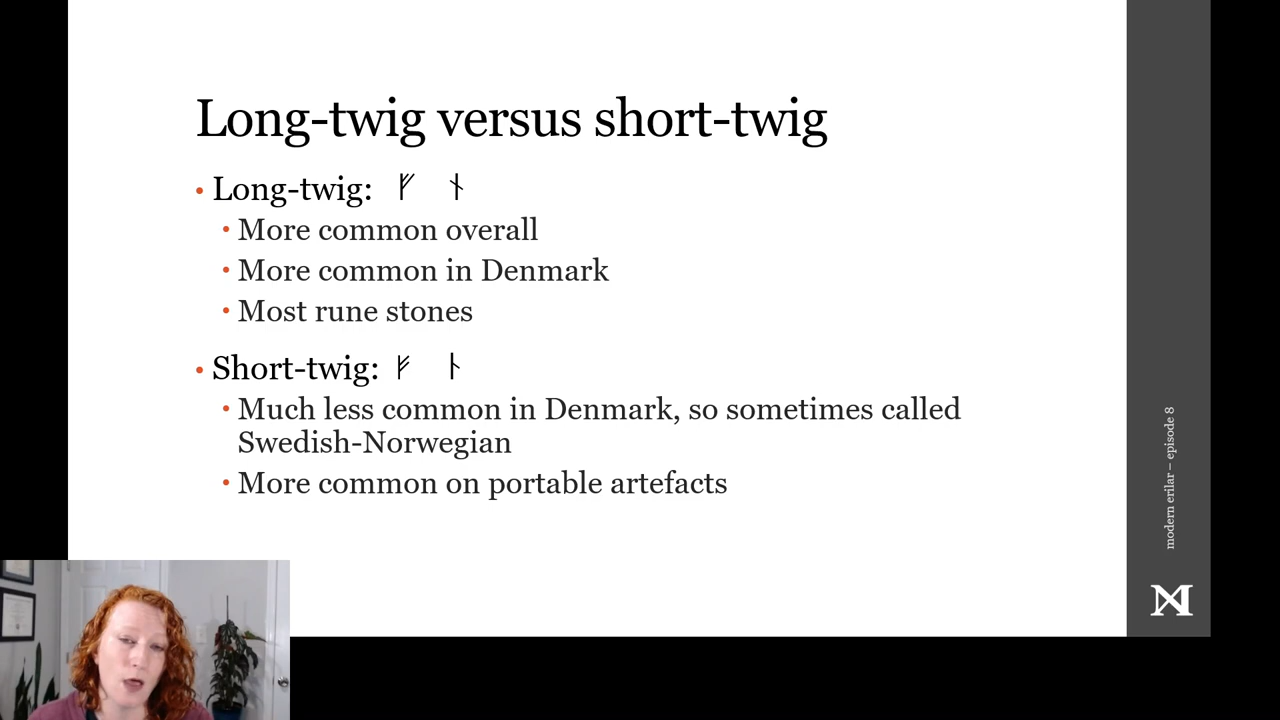 Long-twig versus short-twig
• Long-twig: ᚠ ᚾ
• More common overall
• More common in Denmark
• Most rune stones
• Short-twig: ᚠ ᚿ
• Much less common in Denmark, so sometimes called
Swedish-Norwegian
• More common on portable artefacts
modern erilar – episode 8